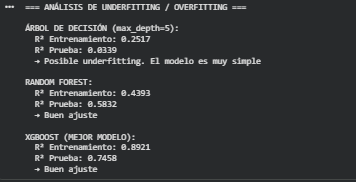 === ANÁLISIS DE UNDERFITTING / OVERFITTING ===
ÁRBOL DE DECISIÓN (max_depth=5):
R² Entrenamiento: 0.2517
R² Prueba: 0.0339
→ Posible underfitting. El modelo es muy simple
RANDOM FOREST:
R² Entrenamiento: 0.4393
R² Prueba: 0.5832
→ Buen ajuste
XGBOOST (MEJOR MODELO):
R² Entrenamiento: 0.8921
R² Prueba: 0.7458
→ Buen ajuste